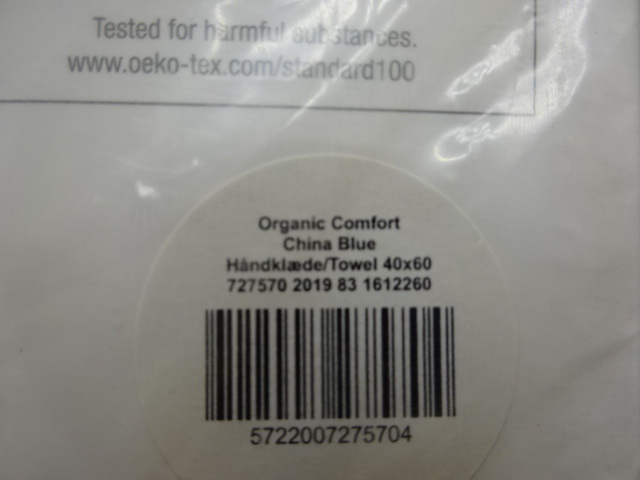 Tested for harmful substances.
www.oeko-tex.com/standard100
Organic Comfort
China Blue
Håndklæde/Towel 40x60
727570 2019 83 1612260
5722007275704